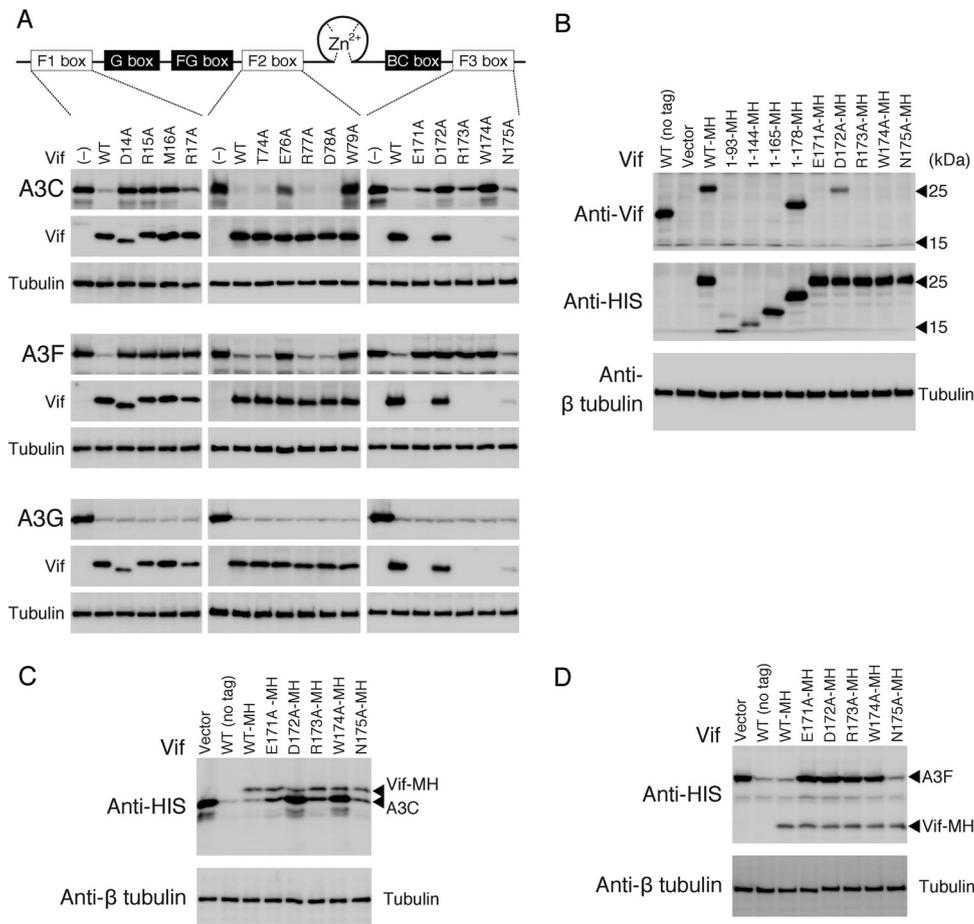 A
F1 box G box FG box F2 box Zn2+ BC box F3 box
Vif (−) WT D14A R15A M16A R17A (−) WT T74A E76A R77A D78A W79A (−) WT E171A D172A R173A W174A N175A
A3C
Vif
Tubulin
A3F
Vif
Tubulin
A3G
Vif
Tubulin
B
Vif WT (no tag) Vector WT-MH 1-93-MH 1-144-MH 1-165-MH 1-178-MH E171A-MH D172A-MH R173A-MH W174A-MH N175A-MH (kDa)
Anti-Vif
25
15
Anti-HIS
25
15
Anti-
β tubulin
Tubulin
C
Vif Vector WT (no tag) WT-MH E171A -MH D172A-MH R173A-MH W174A-MH N175A-MH
Anti-HIS
Vif-MH
A3C
Anti-β tubulin Tubulin
D
Vif Vector WT (no tag) WT-MH E171A-MH D172A-MH R173A-MH W174A-MH N175A-MH
Anti-HIS
A3F
Vif-MH
Anti-β tubulin Tubulin